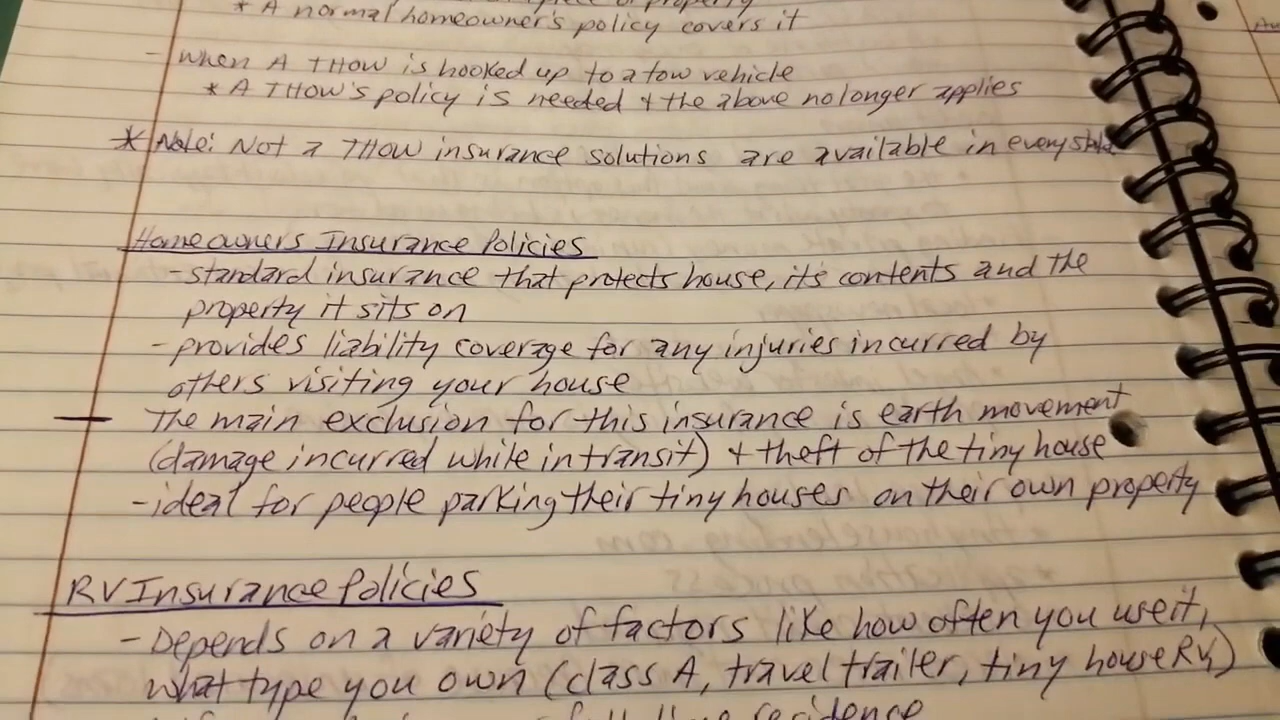 property
* A normal homeowner's policy covers it
- When A THOW is hooked up to a tow vehicle
* A THOW's policy is needed + the above no longer applies
* Note: Not a THOW insurance solutions are available in every state
Homeowners Insurance Policies
- standard insurance that protects house, its contents and the
property it sits on
- provides liability coverage for any injuries incurred by
others visiting your house
- The main exclusion for this insurance is earth movement
(damage incurred while in transit) + theft of the tiny house
- ideal for people parking their tiny houses on their own property
RV Insurance Policies
- Depends on a variety of factors like how often you use it,
what type you own (class A, travel trailer, tiny house RV)
residence